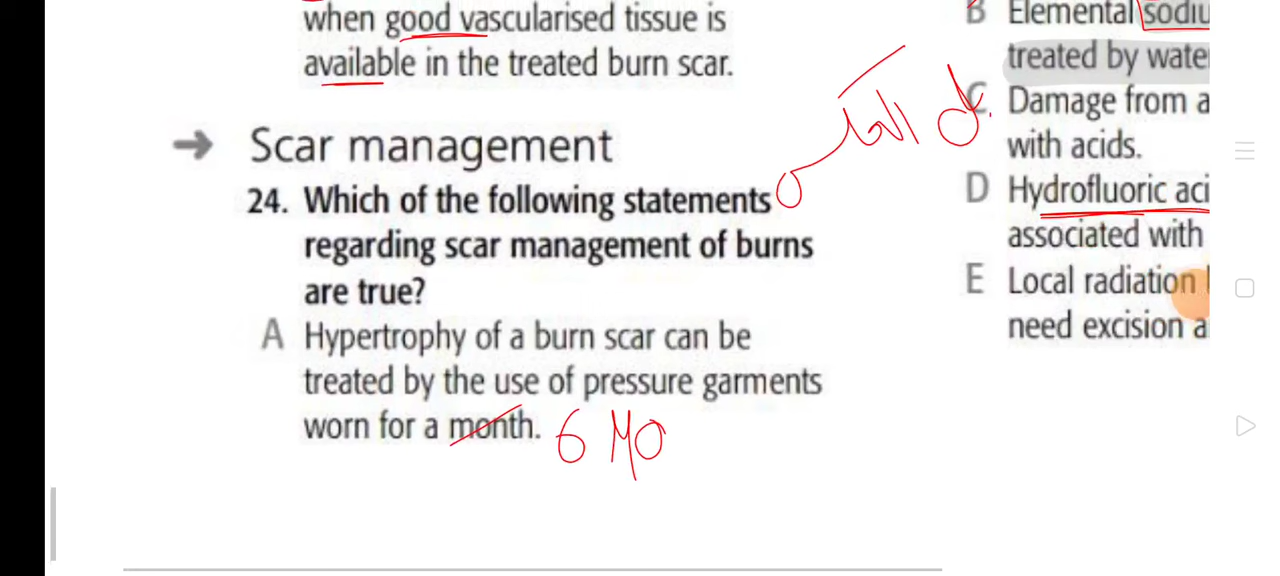 when good vascularised tissue is
available in the treated burn scar.
→ Scar management
24. Which of the following statements
regarding scar management of burns
are true?
A Hypertrophy of a burn scar can be
treated by the use of pressure garments
worn for a month. 6 MO
B Elemental sodiu
treated by wate
C. Damage from a
with acids.
D Hydrofluoric aci
associated with
E Local radiation
need excision a